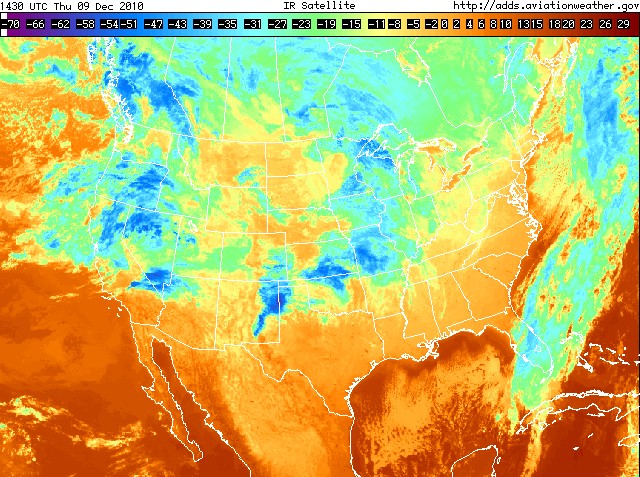 1430 UTC Thu 09 Dec 2010 IR Satellite http://adds.aviationweather.gov
-70 -66 -62 -58 -54 -51 -47 -43 -39 -35 -31 -27 -23 -19 -15 -11 -8 -5 -2 0 2 4 6 8 10 13 15 18 20 23 26 29